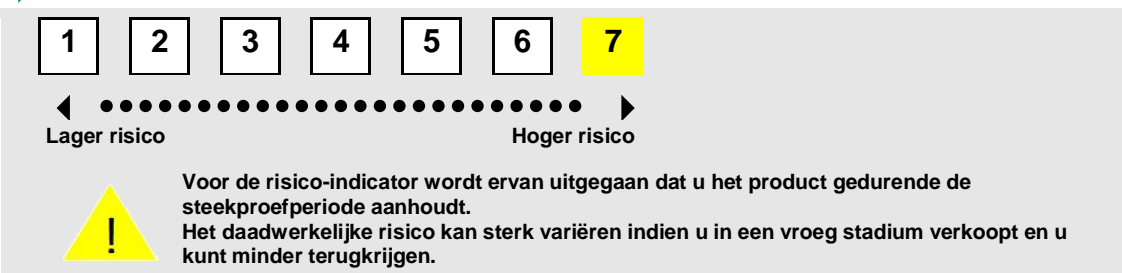 1 2 3 4 5 6 7
Lager risico Hoger risico
Voor de risico-indicator wordt ervan uitgegaan dat u het product gedurende de
steekproefperiode aanhoudt.
Het daadwerkelijke risico kan sterk variëren indien u in een vroeg stadium verkoopt en u
kunt minder terugkrijgen.
!